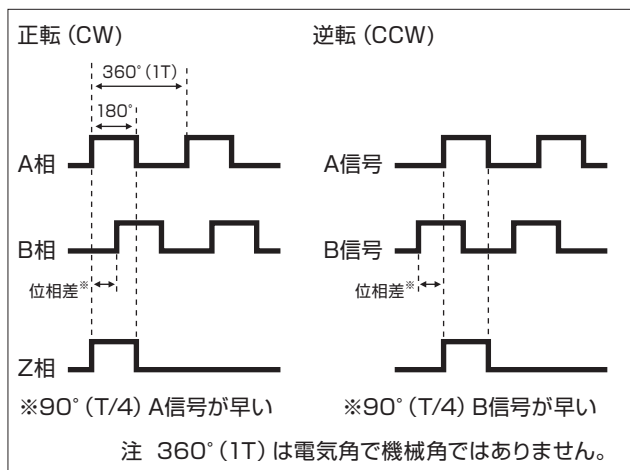 正転（CW）
逆転（CCW）
360°（1T）
180°
A相
A信号
B相
B信号
位相差※
位相差※
Z相
※90°（T/4）A信号が早い
※90°（T/4）B信号が早い
注 360°（1T）は電気角で機械角ではありません。